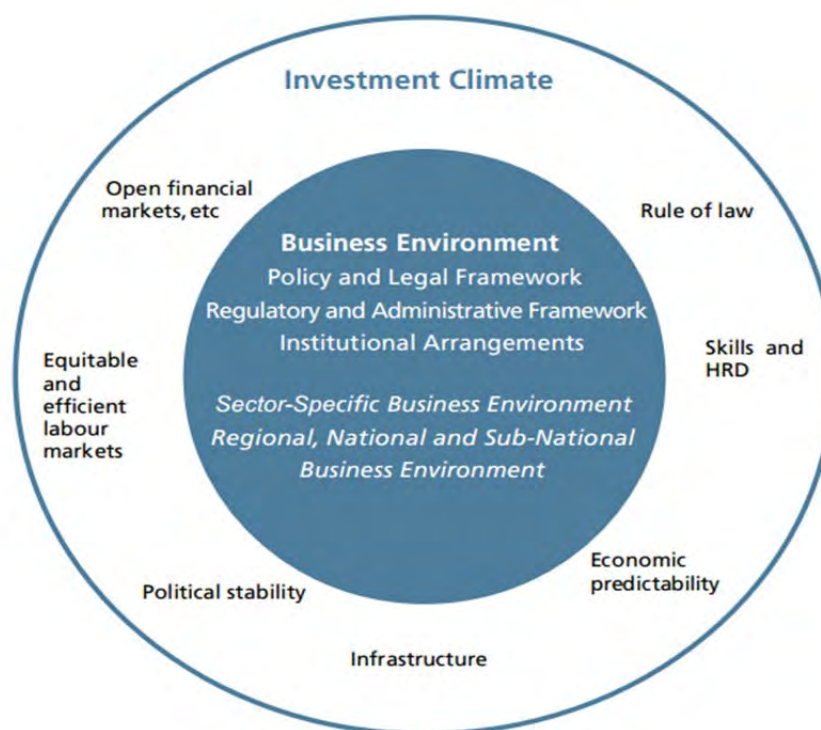 Investment Climate
Open financial
markets, etc
Rule of law
Business Environment
Policy and Legal Framework
Regulatory and Administrative Framework
Institutional Arrangements
Sector-Specific Business Environment
Regional, National and Sub-National
Business Environment
Equitable
and
efficient
labour
markets
Skills and
HRD
Political stability
Economic
predictability
Infrastructure